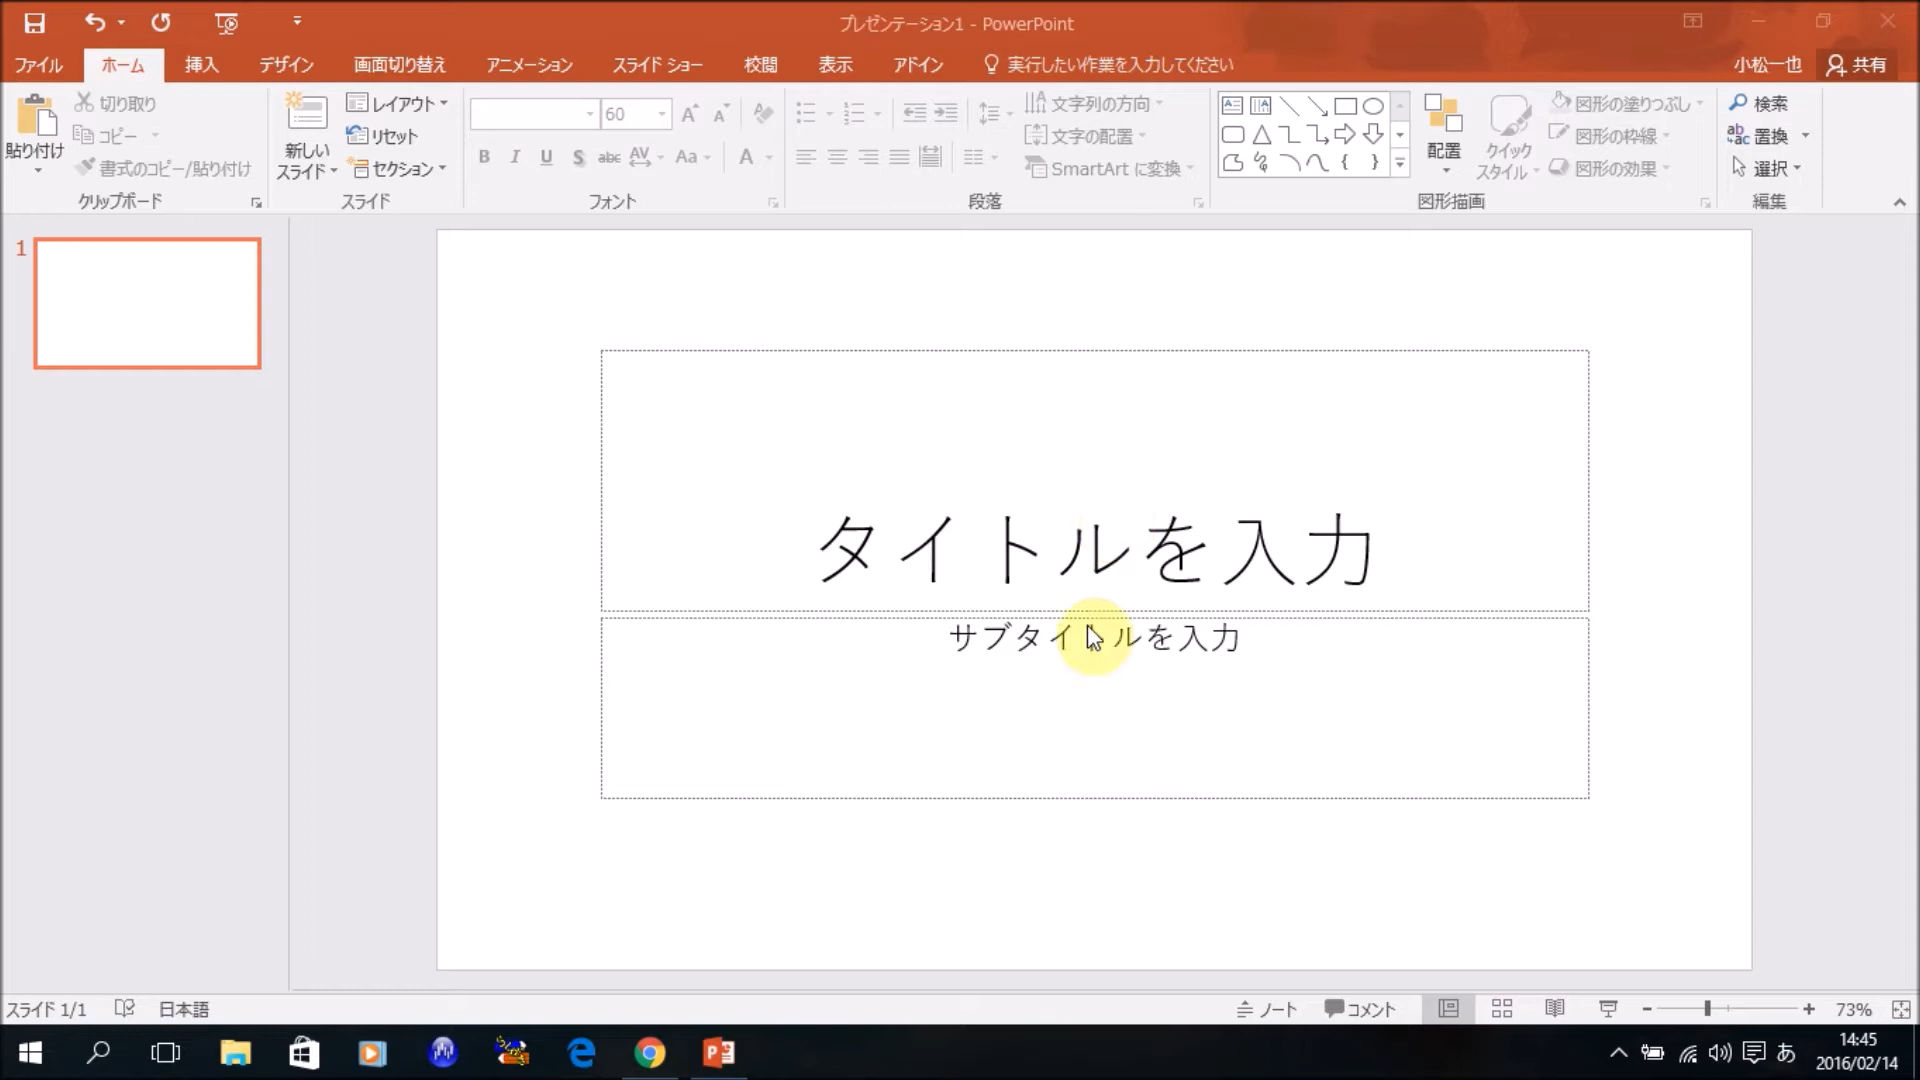 プレゼンテーション1 - PowerPoint
ファイル ホーム 挿入 デザイン 画面切り替え アニメーション スライド ショー 校閲 表示 アドイン 実行したい作業を入力してください 小松一也 共有
貼り付け
切り取り
コピー
書式のコピー/貼り付け
クリップボード
新しい
スライド
レイアウト
リセット
セクション
スライド
60
B I U S abc AV Aa A
フォント
文字列の方向
文字の配置
SmartArt に変換
段落
配置
クイック
スタイル
図形の塗りつぶし
図形の枠線
図形の効果
図形描画
検索
置換
選択
編集
1
タイトルを入力
サブタイトルを入力
スライド 1/1 日本語 ノート コメント 73%
あ
14:45
2016/02/14